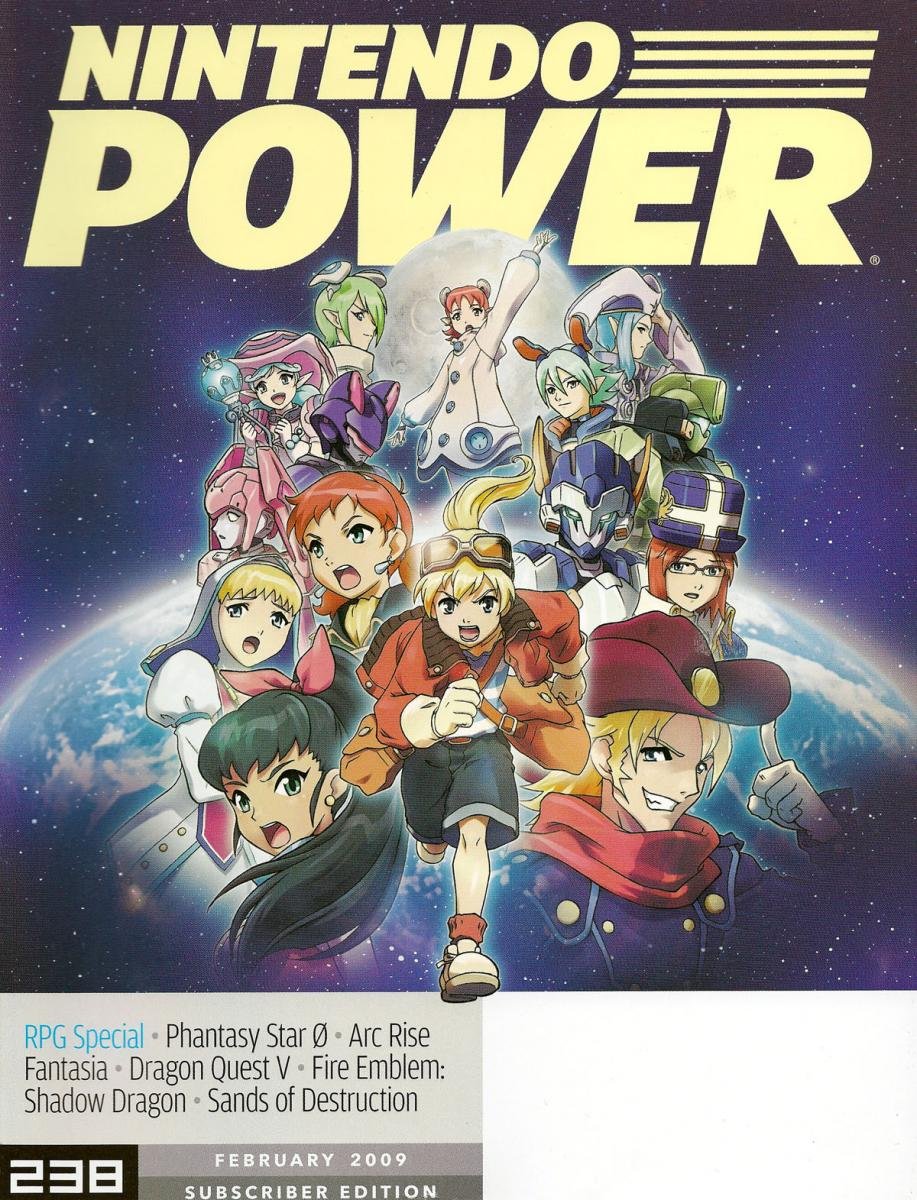 NINTENDO
POWER®
RPG Special • Phantasy Star Ø • Arc Rise
Fantasia • Dragon Quest V • Fire Emblem:
Shadow Dragon • Sands of Destruction
238
FEBRUARY 2009
SUBSCRIBER EDITION